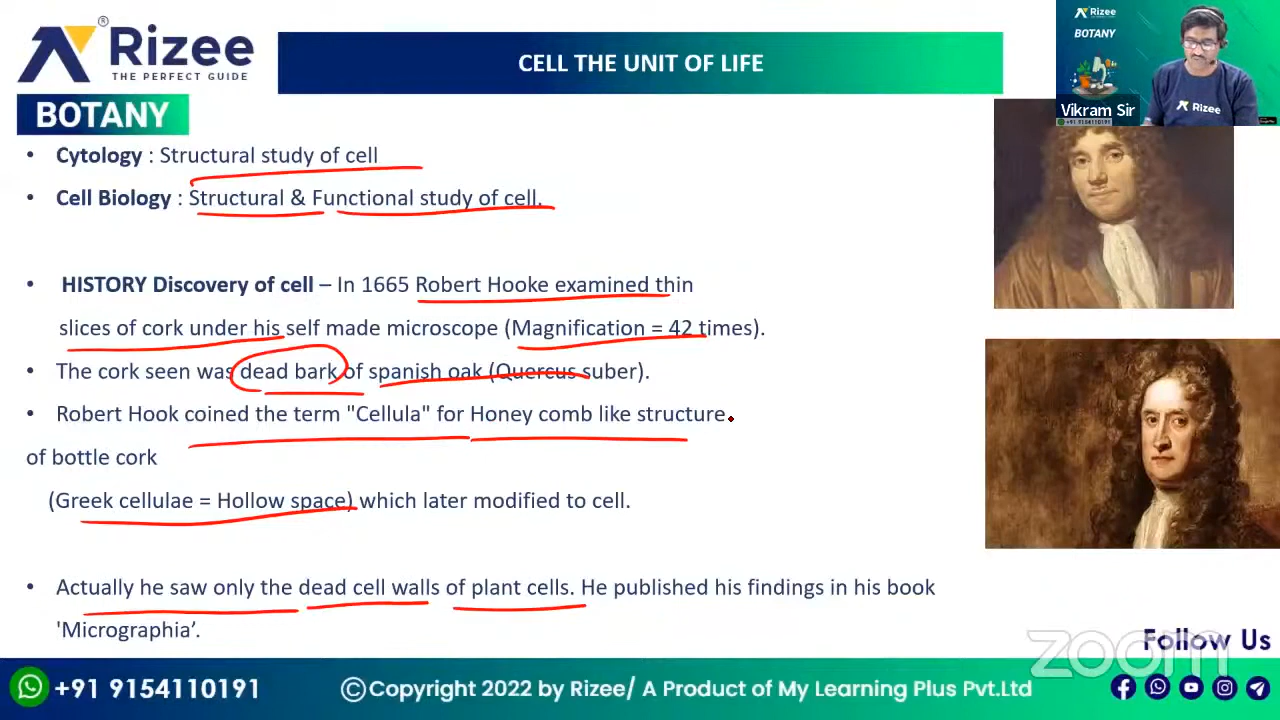 Rizee®
THE PERFECT GUIDE
CELL THE UNIT OF LIFE
Rizee
BOTANY
Rizee
Vikram Sir
+91 9154110191
BOTANY
• Cytology : Structural study of cell
• Cell Biology : Structural & Functional study of cell.
• HISTORY Discovery of cell – In 1665 Robert Hooke examined thin
slices of cork under his self made microscope (Magnification = 42 times).
• The cork seen was dead bark of spanish oak (Quercus suber).
• Robert Hook coined the term "Cellula" for Honey comb like structure
of bottle cork
(Greek cellulae = Hollow space) which later modified to cell.
• Actually he saw only the dead cell walls of plant cells. He published his findings in his book
'Micrographia’.
zoom
Follow Us
+91 9154110191
©Copyright 2022 by Rizee/ A Product of My Learning Plus Pvt.Ltd